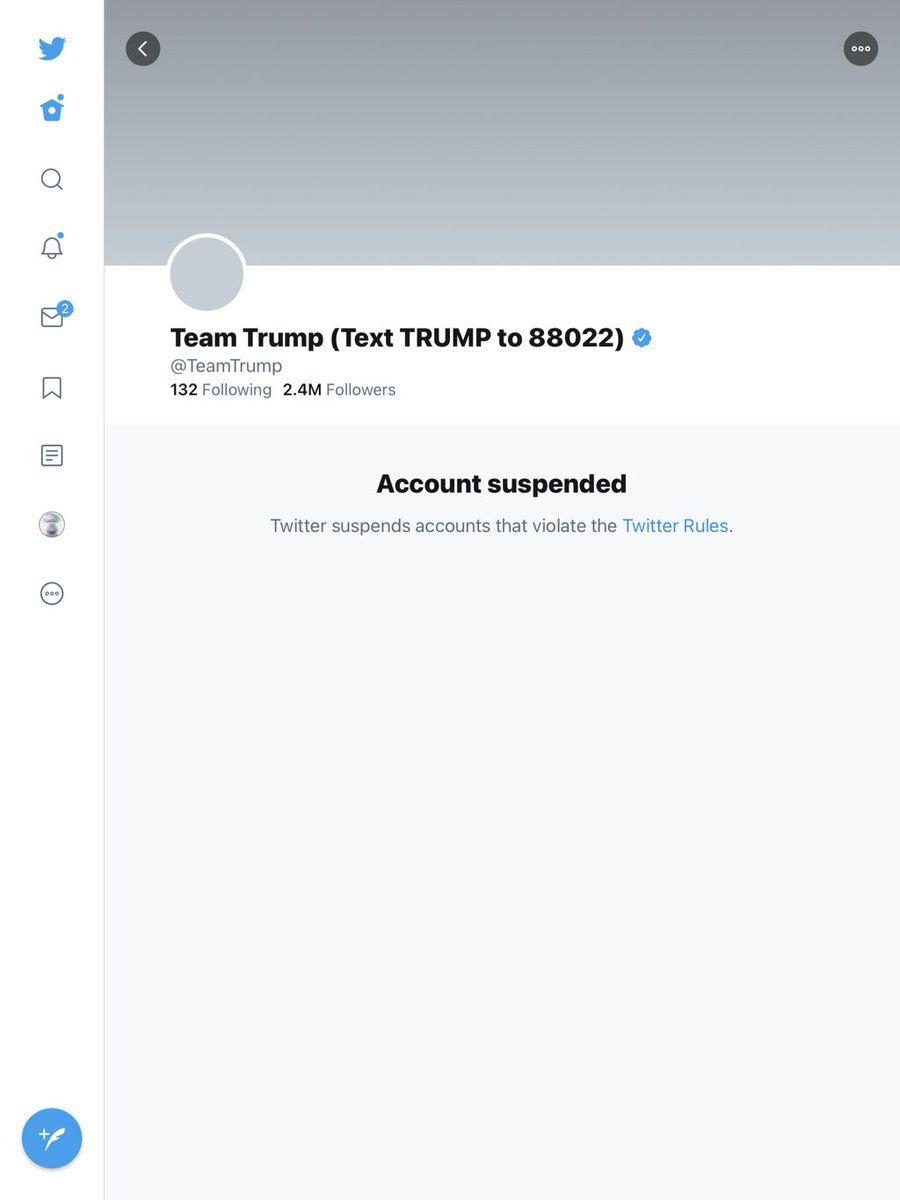 2
Team Trump (Text TRUMP to 88022)
@TeamTrump
132 Following 2.4M Followers
Account suspended
Twitter suspends accounts that violate the Twitter Rules.